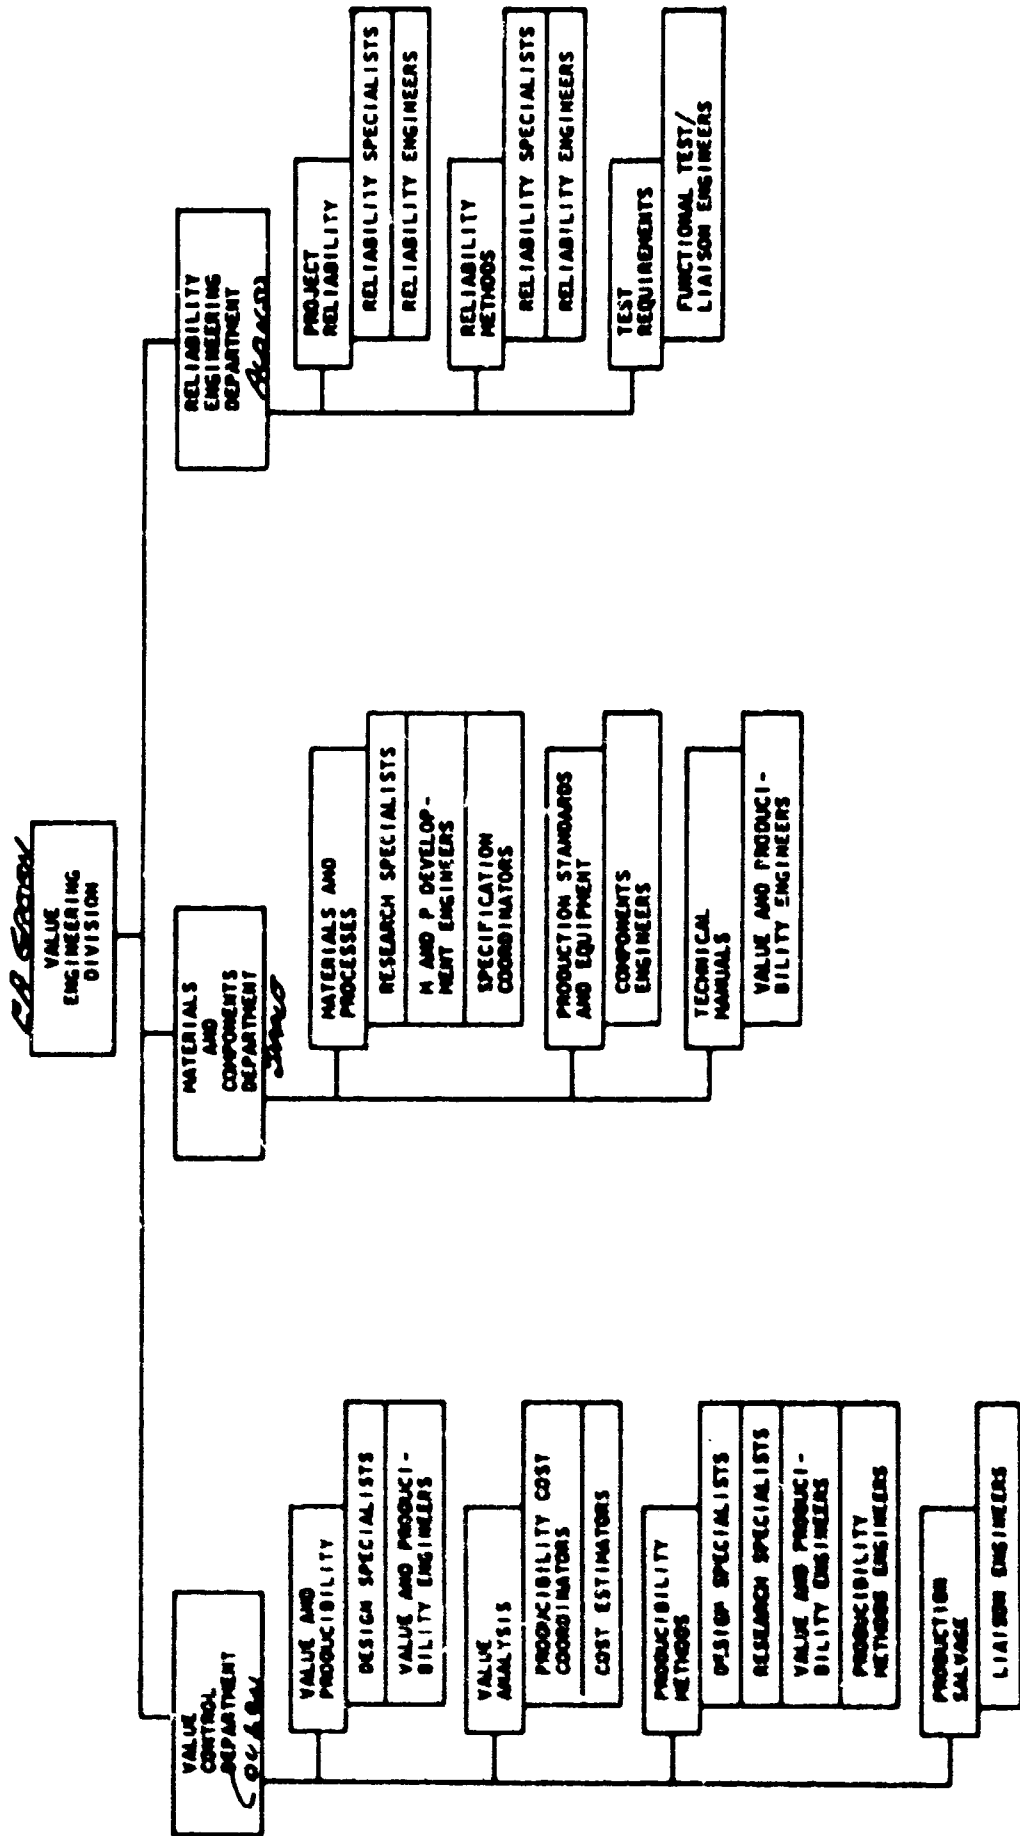 VALUE
ENGINEERING
DIVISION
VALUE
CONTROL
DEPARTMENT
VALUE AND
PRODUCIBILITY
DESIGN SPECIALISTS
VALUE AND PRODUCI-
BILITY ENGINEERS
VALUE
ANALYSIS
PRODUCIBILITY COST
COORDINATORS
COST ESTIMATORS
PRODUCIBILITY
METHODS
DESIGN SPECIALISTS
RESEARCH SPECIALISTS
VALUE AND PRODUCI-
BILITY ENGINEERS
PRODUCIBILITY
METHODS ENGINEERS
PRODUCTION
SALVAGE
LIAISON ENGINEERS
MATERIALS
AND
COMPONENTS
DEPARTMENT
MATERIALS AND
PROCESSES
RESEARCH SPECIALISTS
M AND P DEVELOP-
MENT ENGINEERS
SPECIFICATION
COORDINATORS
PRODUCTION STANDARDS
AND EQUIPMENT
COMPONENTS
ENGINEERS
TECHNICAL
MANUALS
VALUE AND PRODUCI-
BILITY ENGINEERS
RELIABILITY
ENGINEERING
DEPARTMENT
PROJECT
RELIABILITY
RELIABILITY SPECIALISTS
RELIABILITY ENGINEERS
RELIABILITY
METHODS
RELIABILITY SPECIALISTS
RELIABILITY ENGINEERS
TEST
REQUIREMENTS
FUNCTIONAL TEST/
LIAISON ENGINEERS